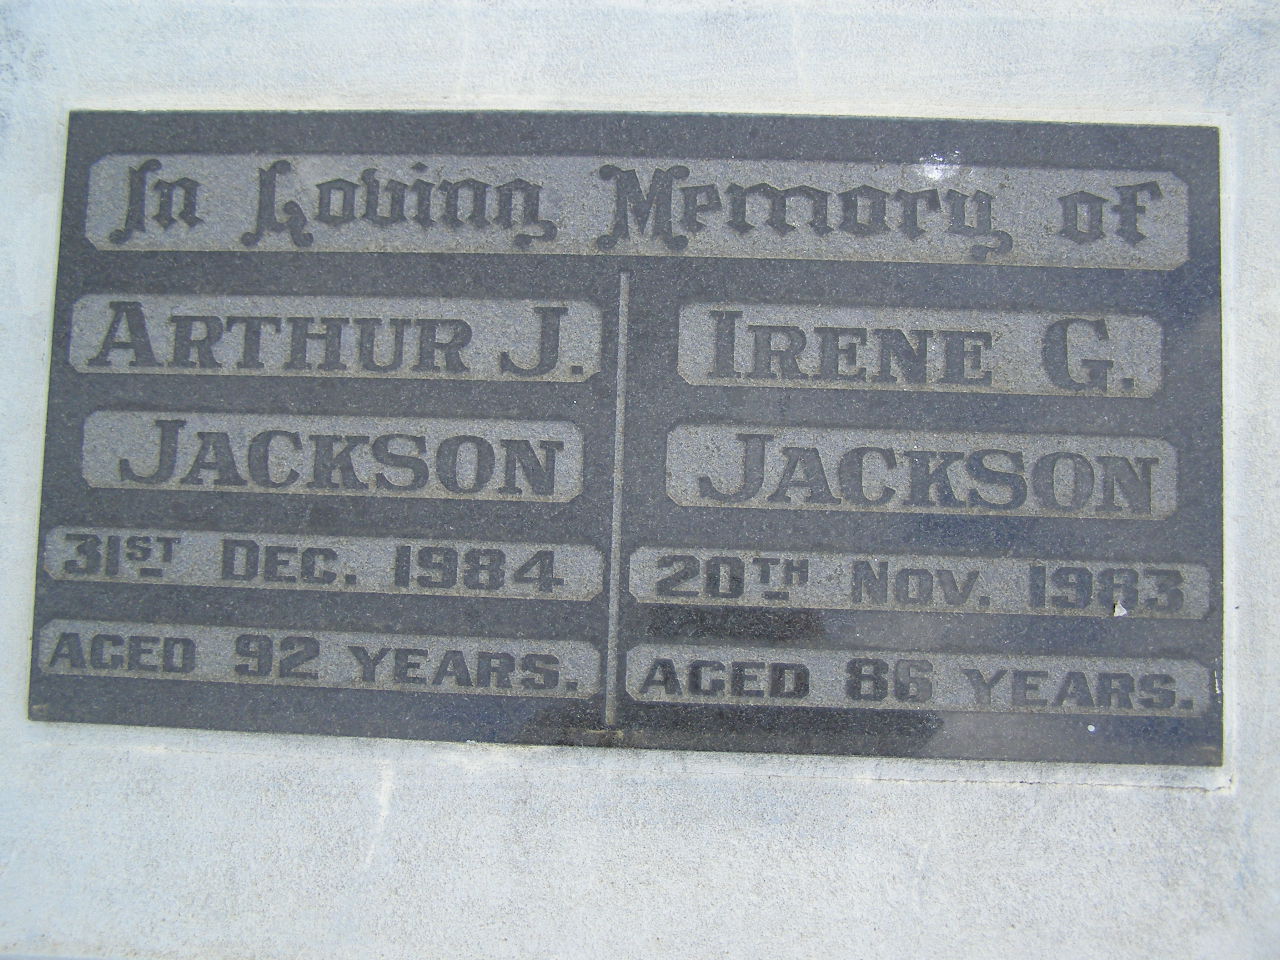 In Loving Memory of
ARTHUR J.
JACKSON
31ST DEC. 1984
AGED 92 YEARS.
IRENE G.
JACKSON
20TH NOV. 1983
AGED 86 YEARS.